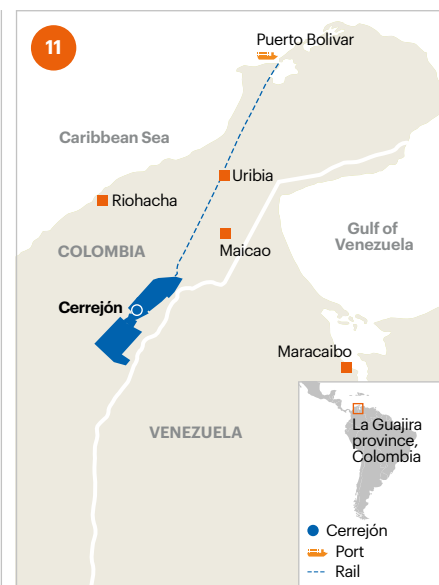 11
Puerto Bolivar
Caribbean Sea
Uribia
Riohacha
Gulf of
Venezuela
COLOMBIA
Maicao
Cerrejón
Maracaibo
VENEZUELA
La Guajira
province,
Colombia
Cerrejón
Port
Rail